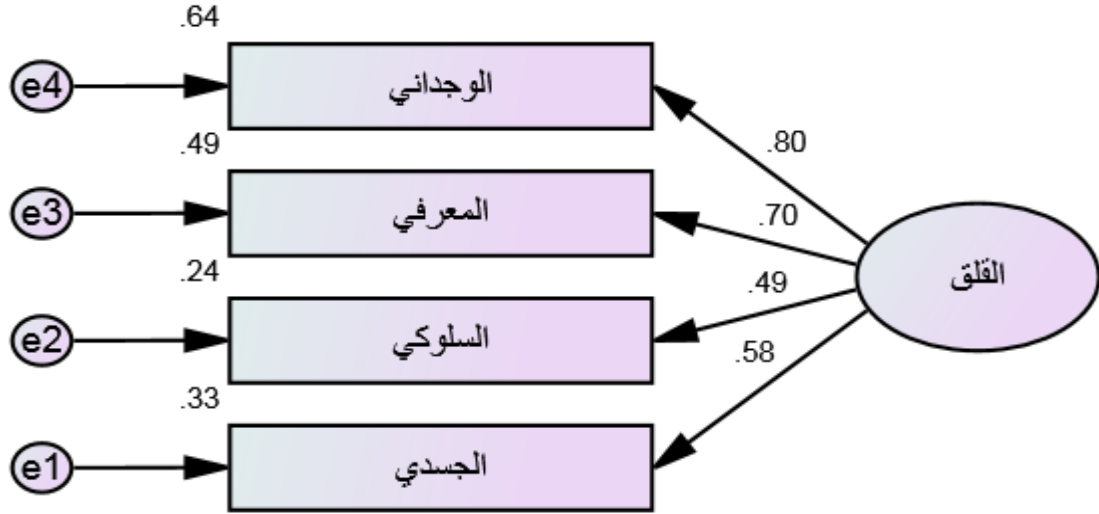 .64
e4
الوجداني
.80
.49
e3
المعرفي
.70
القلق
.24
e2
السلوكي
.49
.33
e1
الجسدي
.58